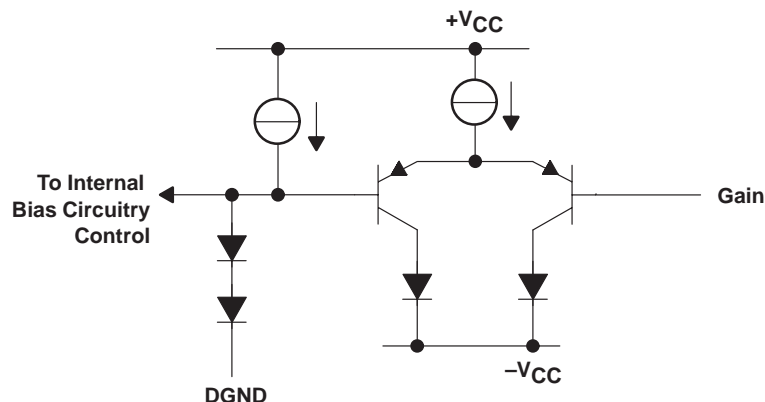 +VCC
To Internal
Bias Circuitry
Control
Gain
–VCC
DGND